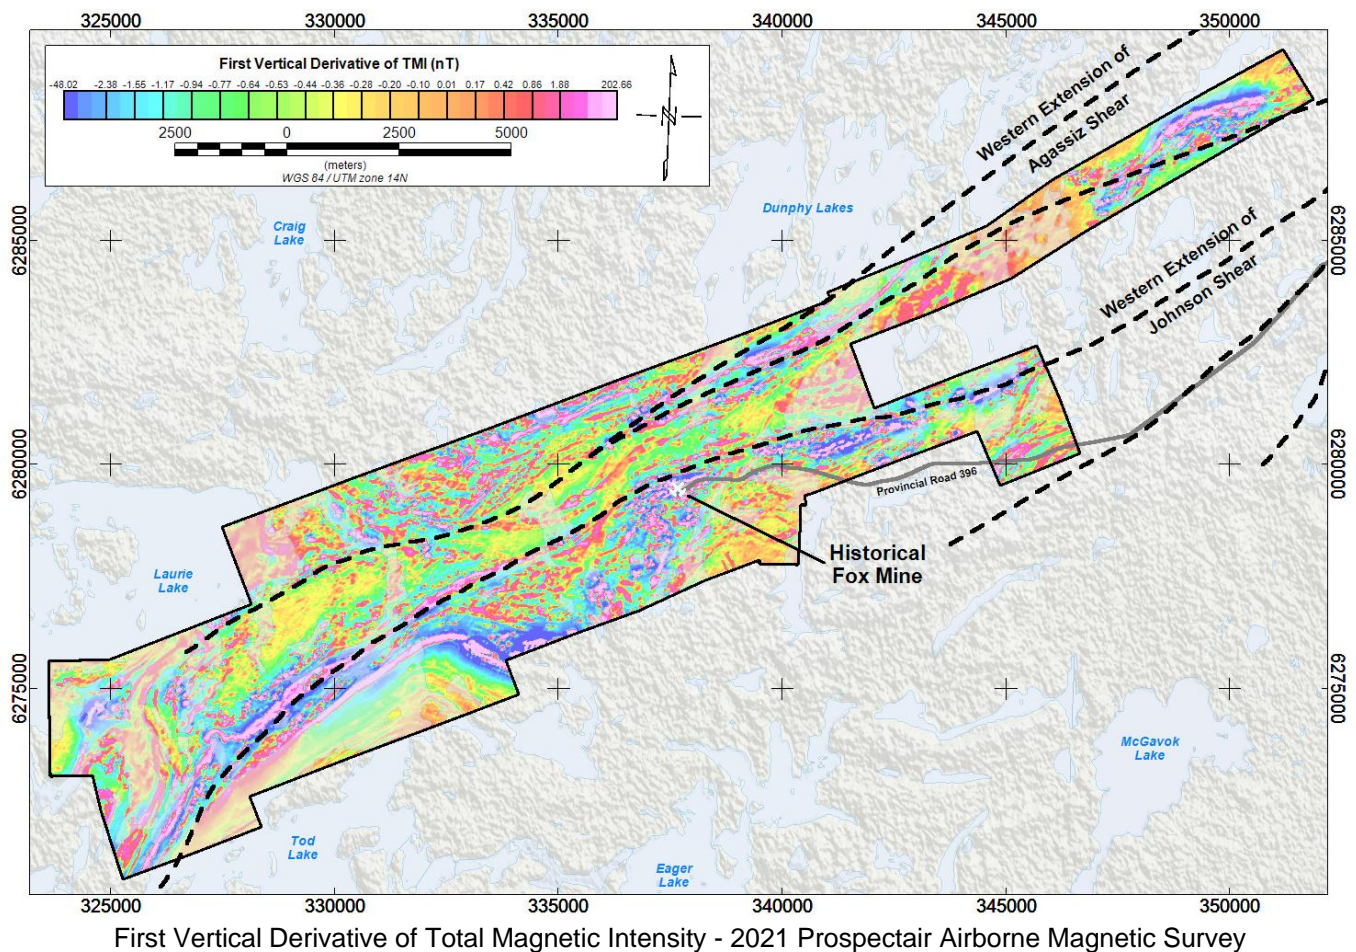 325000 330000 335000 340000 345000 350000
First Vertical Derivative of TMI (nT)
-48.02 -2.38 -1.55 -1.17 -0.94 -0.77 -0.64 -0.53 -0.44 -0.36 -0.28 -0.20 -0.10 0.01 0.17 0.42 0.86 1.88 202.66
2500 0 2500 5000
(meters)
WGS 84 / UTM zone 14N
N
Western Extension of
Agassiz Shear
Dunphy Lakes
Craig
Lake
6285000 6285000
Western Extension of
Johnson Shear
6280000 6280000
Provincial Road 396
Historical
Fox Mine
Laurie
Lake
6275000 6275000
McGavok
Lake
Tod
Lake
Eager
Lake
325000 330000 335000 340000 345000 350000
First Vertical Derivative of Total Magnetic Intensity - 2021 Prospectair Airborne Magnetic Survey